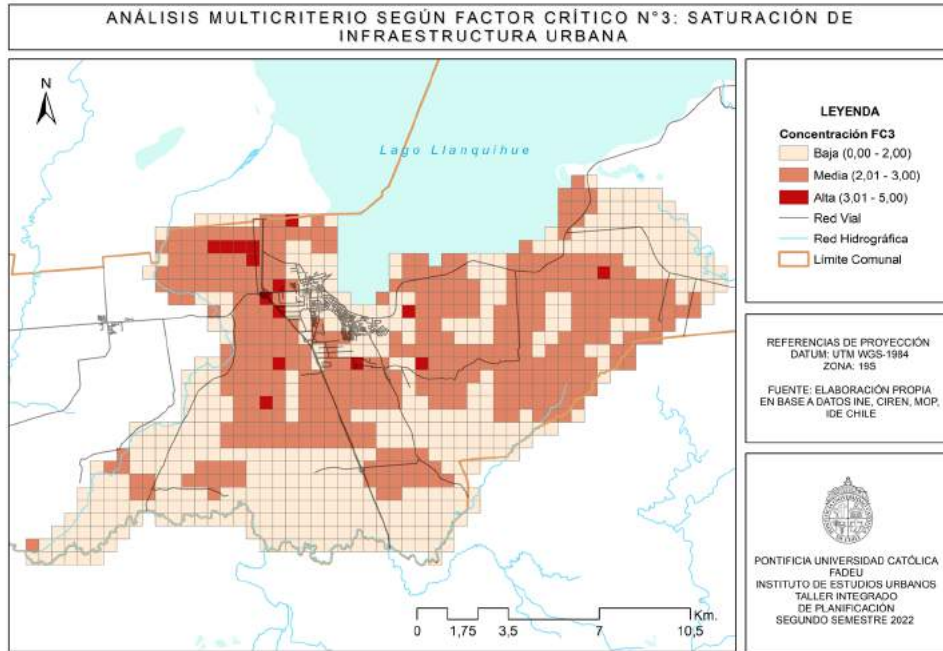 ANÁLISIS MULTICRITERIO SEGÚN FACTOR CRÍTICO N°3: SATURACIÓN DE
INFRAESTRUCTURA URBANA
N
Lago Llanquihue
LEYENDA
Concentración FC3
Baja (0,00 - 2,00)
Media (2,01 - 3,00)
Alta (3,01 - 5,00)
Red Vial
Red Hidrográfica
Límite Comunal
REFERENCIAS DE PROYECCIÓN
DATUM: UTM WGS-1984
ZONA: 19S
FUENTE: ELABORACIÓN PROPIA
EN BASE A DATOS INE, CIREN, MOP,
IDE CHILE
PONTIFICIA UNIVERSIDAD CATÓLICA
FADEU
INSTITUTO DE ESTUDIOS URBANOS
TALLER INTEGRADO
DE PLANIFICACIÓN
SEGUNDO SEMESTRE 2022
Km.
0 1,75 3,5 7 10,5